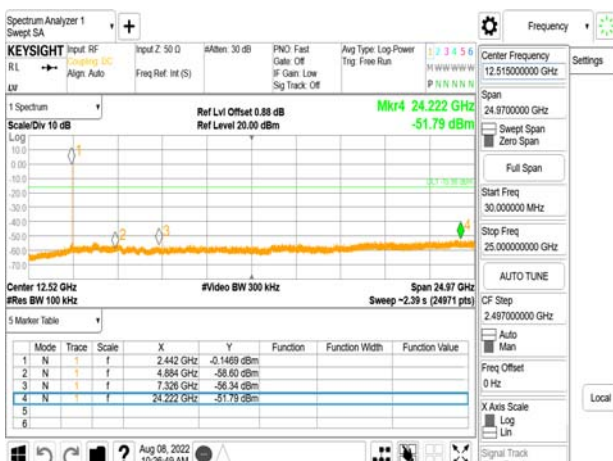 Spectrum Analyzer 1
Swept SA
Frequency
KEYSIGHT
Input: RF
Coupling: DC
Align: Auto
Input Z: 50 Ω
Freq Ref: Int (S)
#Atten: 30 dB
PNO: Fast
Gate: Off
IF Gain: Low
Sig Track: Off
Avg Type: Log-Power
Trig: Free Run
1 2 3 4 5 6
M W W W W W
P N N N N N
RL
Center Frequency
12.515000000 GHz
Settings
Span
24.9700000 GHz
Swept Span
Zero Span
Full Span
Start Freq
30.000000 MHz
Stop Freq
25.000000000 GHz
AUTO TUNE
CF Step
2.497000000 GHz
Auto
Man
Freq Offset
0 Hz
X Axis Scale
Log
Lin
Signal Track
Local
1 Spectrum
Scale/Div 10 dB
Ref Lvl Offset 0.88 dB
Ref Level 20.00 dBm
Mkr4 24.222 GHz
-51.79 dBm
Log
10.0
0.00
-10.0
-20.0
-30.0
-40.0
-50.0
-60.0
-70.0
1
2
3
4
Center 12.52 GHz
#Res BW 100 kHz
#Video BW 300 kHz
Span 24.97 GHz
Sweep ~2.39 s (24971 pts)
5 Marker Table
Mode Trace Scale X Y Function Function Width Function Value
1 N 1 f 2.442 GHz -0.1469 dBm
2 N 1 f 4.884 GHz -58.60 dBm
3 N 1 f 7.326 GHz -56.34 dBm
4 N 1 f 24.222 GHz -51.79 dBm
5
6
Aug 08, 2022